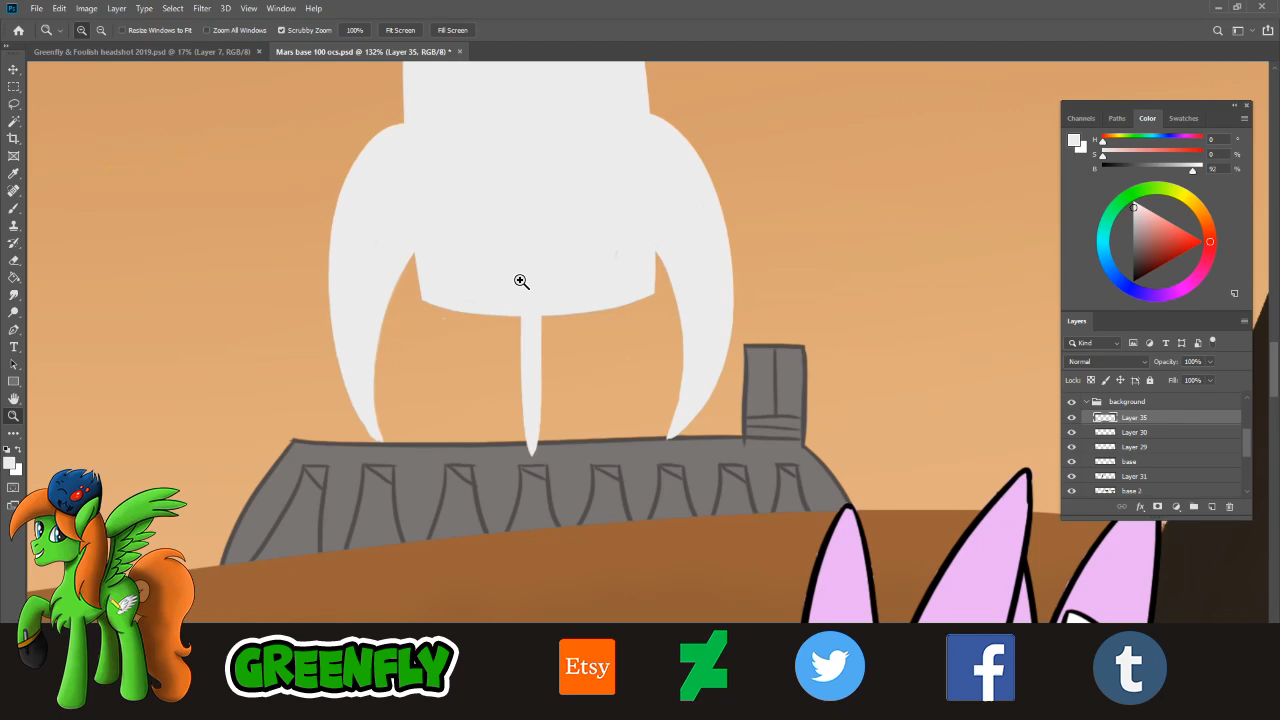 Ps File Edit Image Layer Type Select Filter 3D View Window Help
Resize Windows to Fit Zoom All Windows Scrubby Zoom 100% Fit Screen Fill Screen
Greenfly & Foolish headshot 2019.psd @ 17% (Layer 7, RGB/8) × Mars base 100 ocs.psd @ 132% (Layer 35, RGB/8) * ×
Channels Paths Color Swatches
H 0 °
S 0 %
B 92 %
Layers
Kind
Normal Opacity: 100%
Lock: Fill: 100%
background
Layer 35
Layer 30
Layer 29
base
Layer 31
base 2
fx
GREENFLY Etsy f t